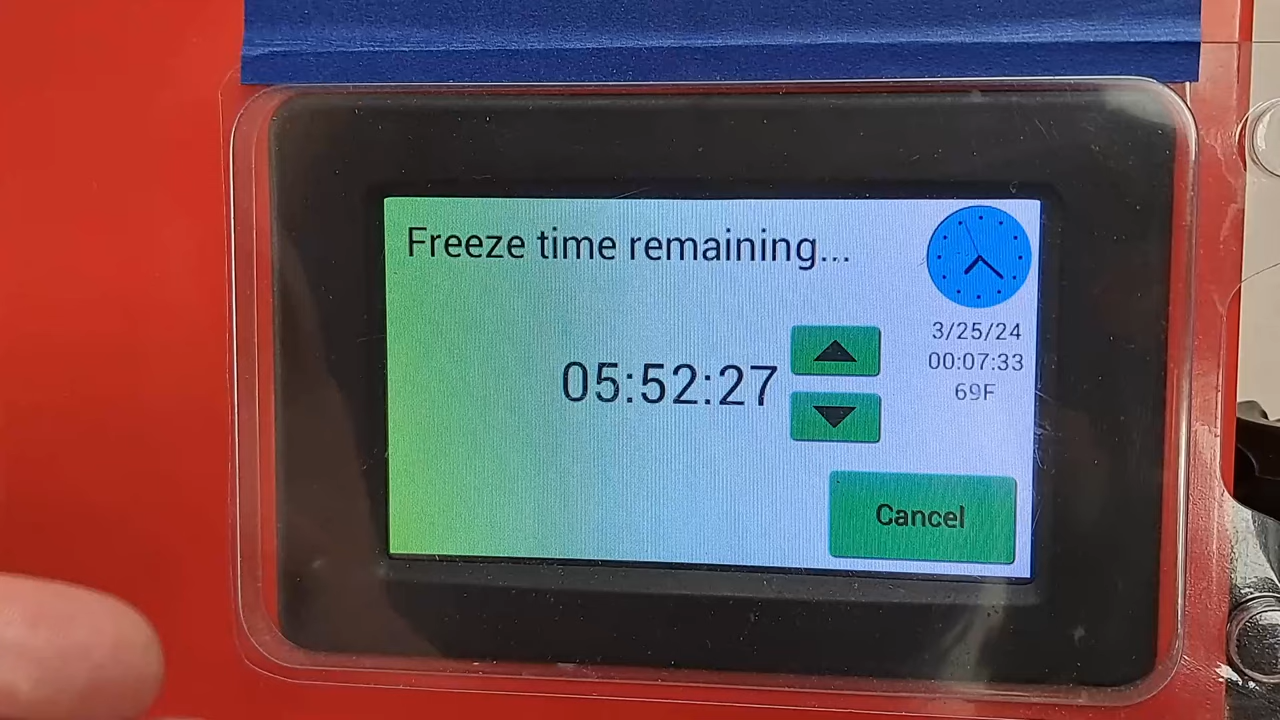 Freeze time remaining...
3/25/24
00:07:33
69F
05:52:27
Cancel